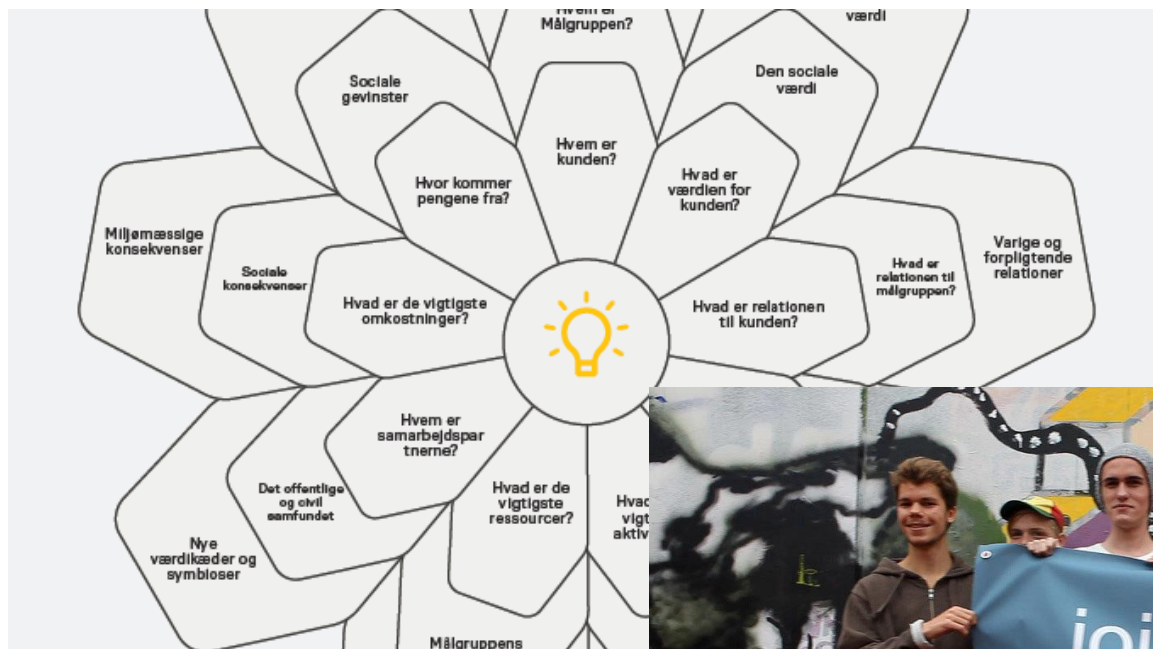 Målgruppen?
værdi
Sociale
gevinster
Den sociale
værdi
Hvem er
kunden?
Hvor kommer
pengene fra?
Hvad er
værdien for
kunden?
Miljømæssige
konsekvenser
Sociale
konsekvenser
Hvad er de vigtigste
omkostninger?
Hvad er relationen
til kunden?
Hvad er
relationen til
målgruppen?
Varige og
forpligtende
relationer
Hvem er
samarbejdspar
tnerne?
Det offentlige
og civil
samfundet
Nye
værdikæder og
symbioser
Hvad er de
vigtigste
ressourcer?
Målgruppens